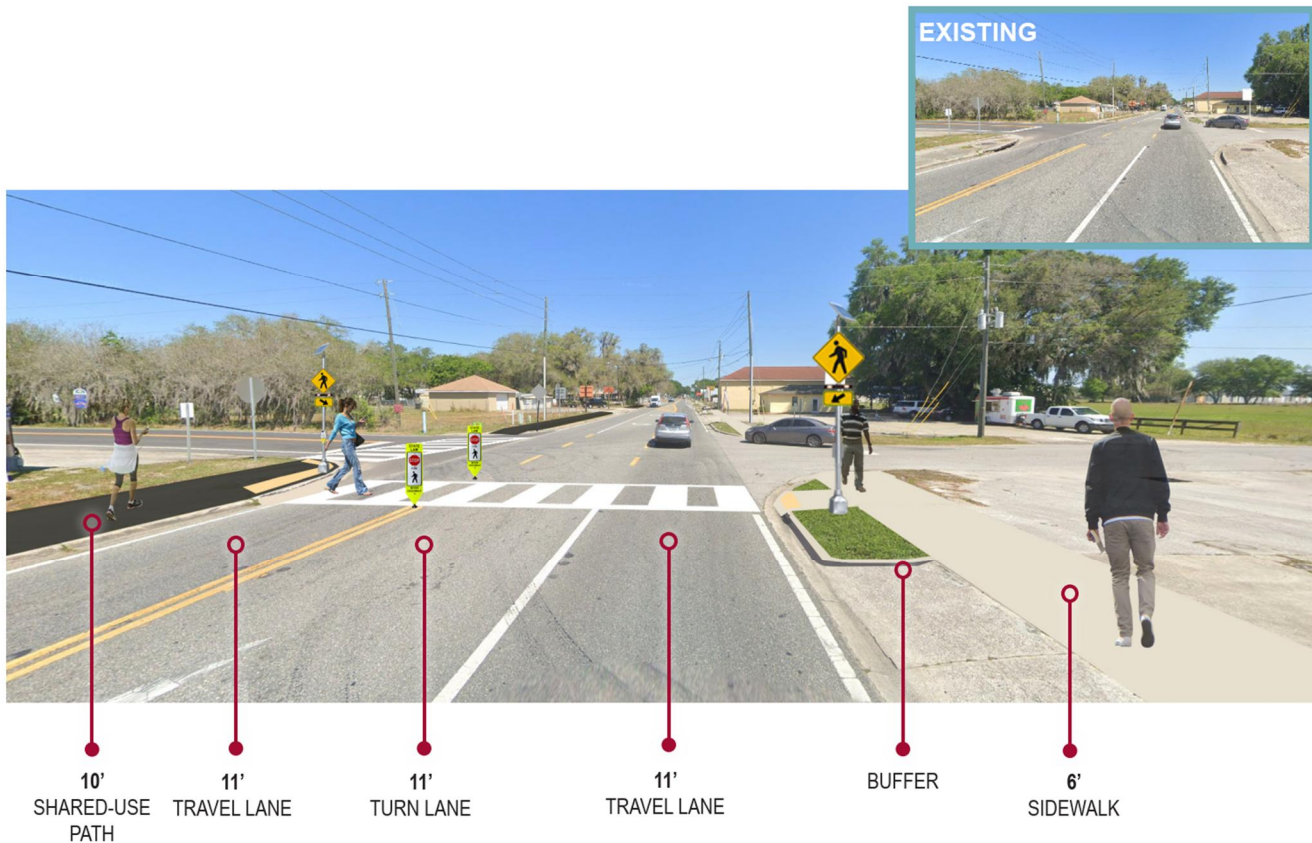 EXISTING
10’
SHARED-USE
PATH
11’
TRAVEL LANE
11’
TURN LANE
11’
TRAVEL LANE
BUFFER
6’
SIDEWALK